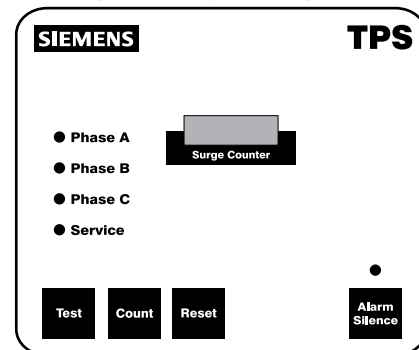 SIEMENS TPS
Phase A
Surge Counter
Phase B
Phase C
Service
Test Count Reset
Alarm
Silence